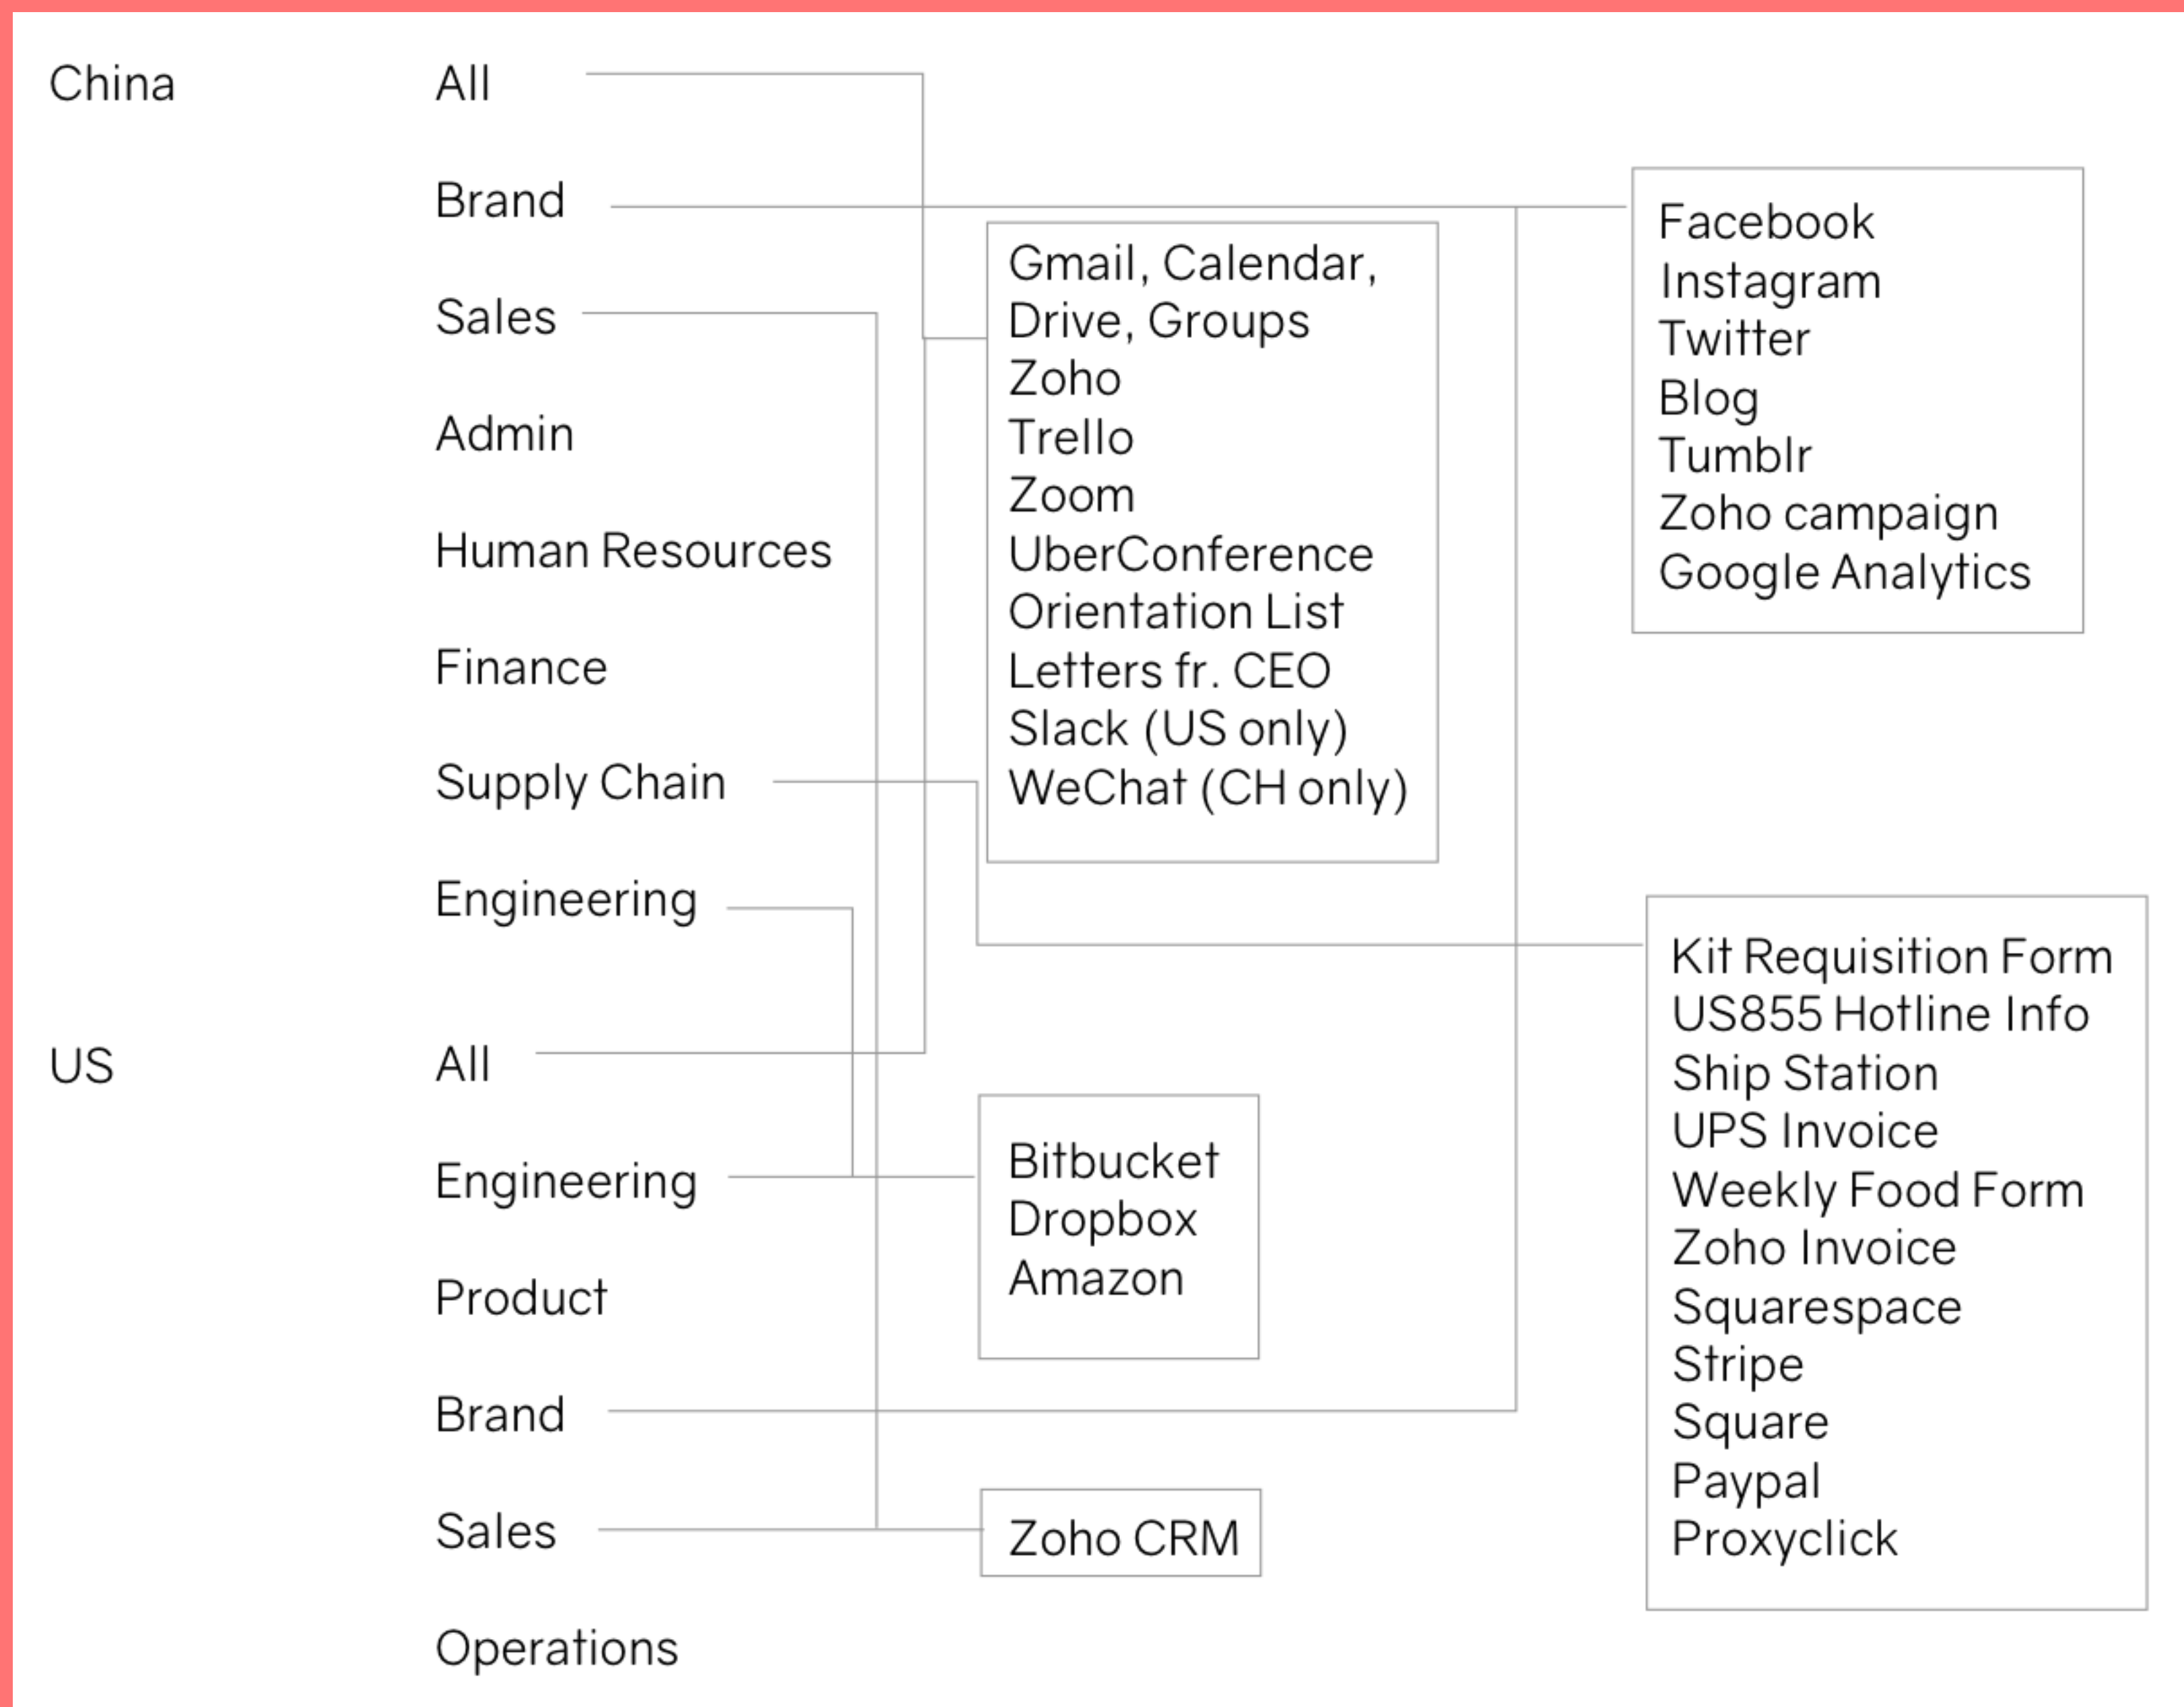 China
All
Brand
Sales
Admin
Human Resources
Finance
Supply Chain
Engineering
US
All
Engineering
Product
Brand
Sales
Operations
Gmail, Calendar,
Drive, Groups
Zoho
Trello
Zoom
UberConference
Orientation List
Letters fr. CEO
Slack (US only)
WeChat (CH only)
Bitbucket
Dropbox
Amazon
Zoho CRM
Facebook
Instagram
Twitter
Blog
Tumblr
Zoho campaign
Google Analytics
Kit Requisition Form
US855 Hotline Info
Ship Station
UPS Invoice
Weekly Food Form
Zoho Invoice
Squarespace
Stripe
Square
Paypal
Proxyclick